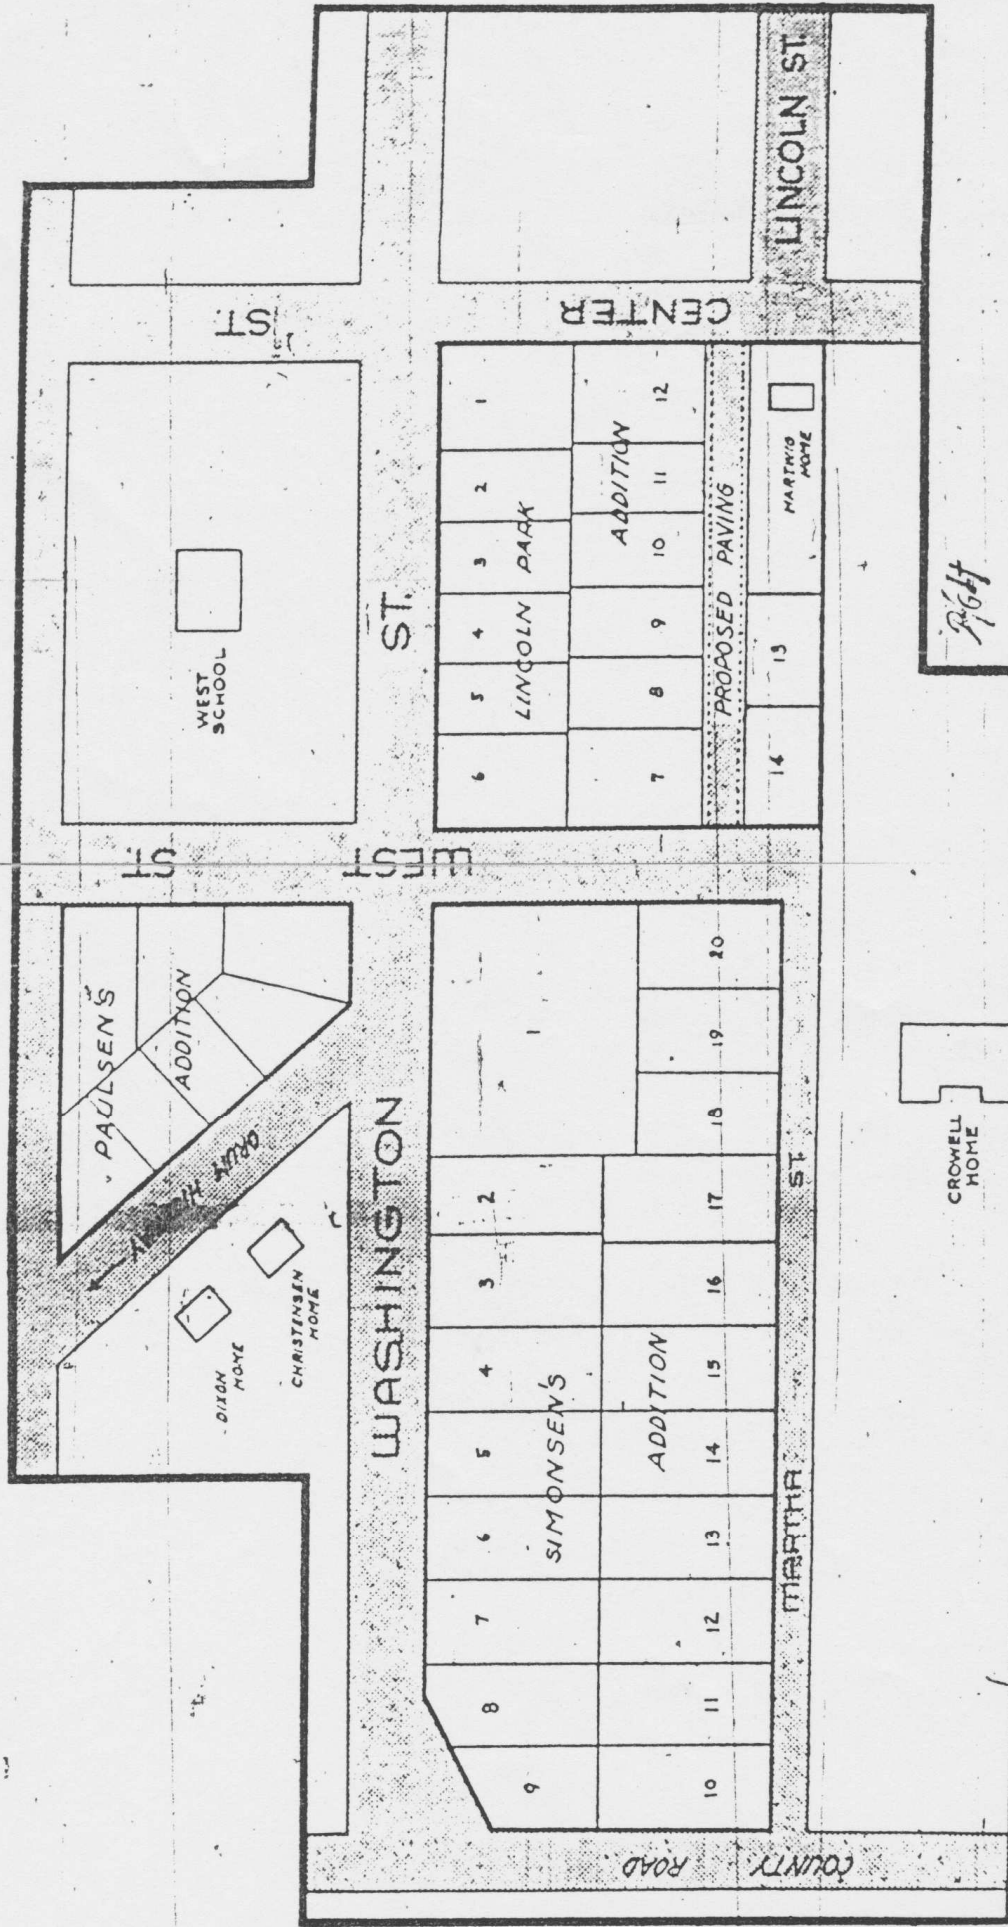 PAULSEN'S
ADDITION
DRUM HIGHWAY
DIXON
HOME
CHRISTENSEN
HOME
WEST
SCHOOL
WEST ST.
CENTER ST.
WASHINGTON ST.
LINCOLN ST.
SIMONSEN'S
ADDITION
9 8 7 6 5 4 3 2 1
10 11 12 13 14 15 16 17 18 19 20
LINCOLN PARK
ADDITION
6 5 4 3 2 1
7 8 9 10 11 12
PROPOSED PAVING
14 13
HARTWIG
HOME
MARTHA ST.
COUNTY ROAD
CROWELL
HOME